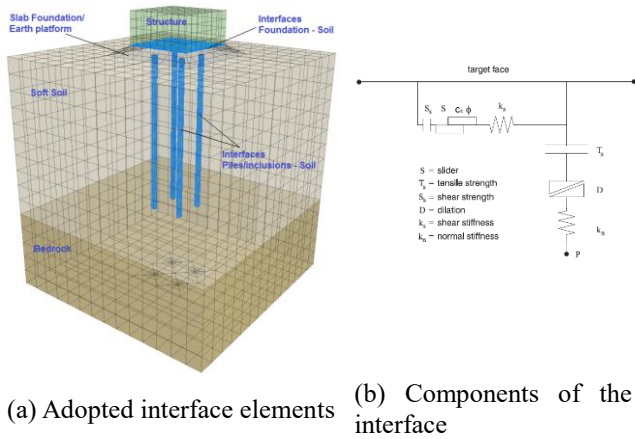 Slab Foundation/
Earth platform
Structure
Interfaces
Foundation - Soil
Soft Soil
Interfaces
Piles/inclusions - Soil
Bedrock
(a) Adopted interface elements
target face
Ss S C, ϕ ks
Ts
D
kn
P
S = slider
Ts = tensile strength
Ss = shear strength
D = dilation
ks = shear stiffness
kn = normal stiffness
(b) Components of the
interface